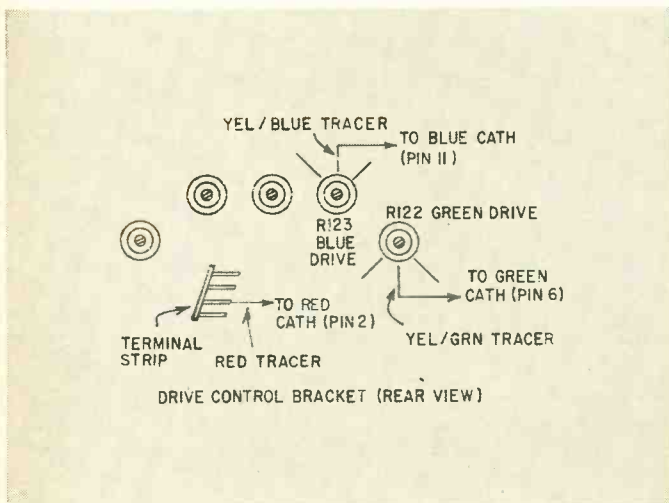 YEL/BLUE TRACER
TO BLUE CATH
(PIN 11)
R123
BLUE
DRIVE
R122 GREEN DRIVE
TO GREEN
CATH (PIN 6)
YEL/GRN TRACER
TO RED
CATH (PIN 2)
TERMINAL
STRIP
RED TRACER
DRIVE CONTROL BRACKET (REAR VIEW)